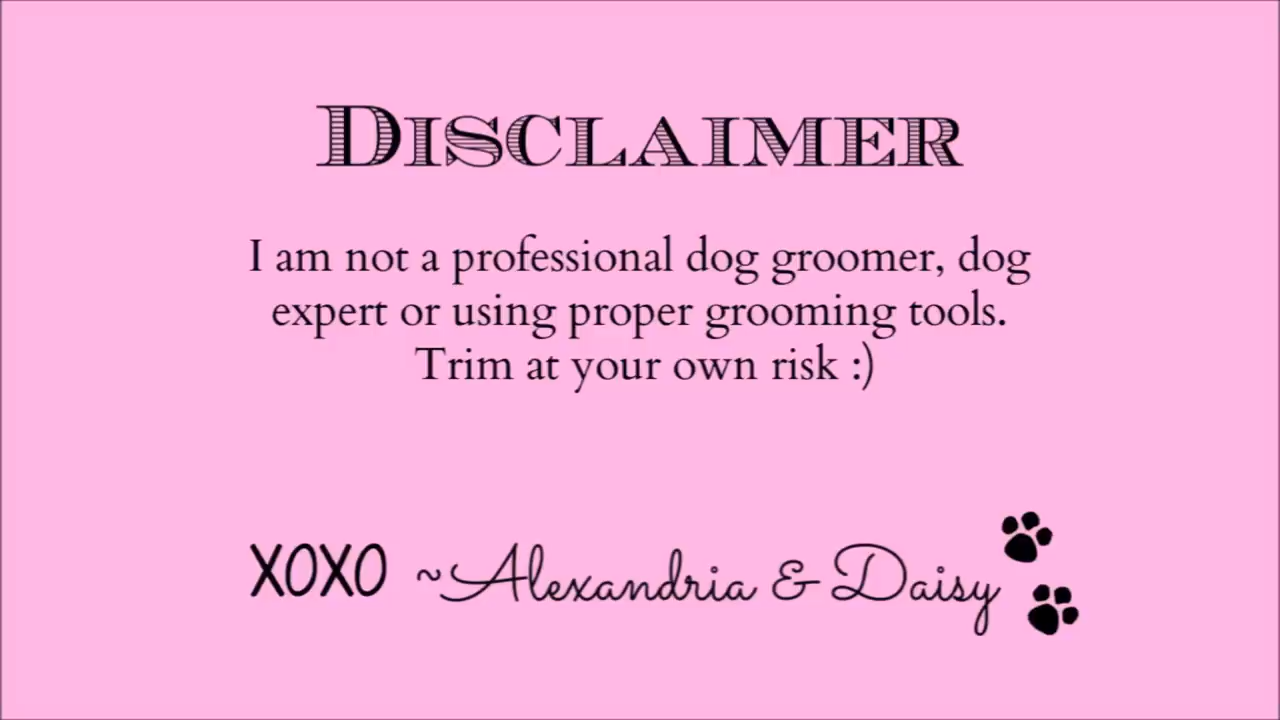 DISCLAIMER
I am not a professional dog groomer, dog
expert or using proper grooming tools.
Trim at your own risk :)
XOXO ~Alexandria & Daisy